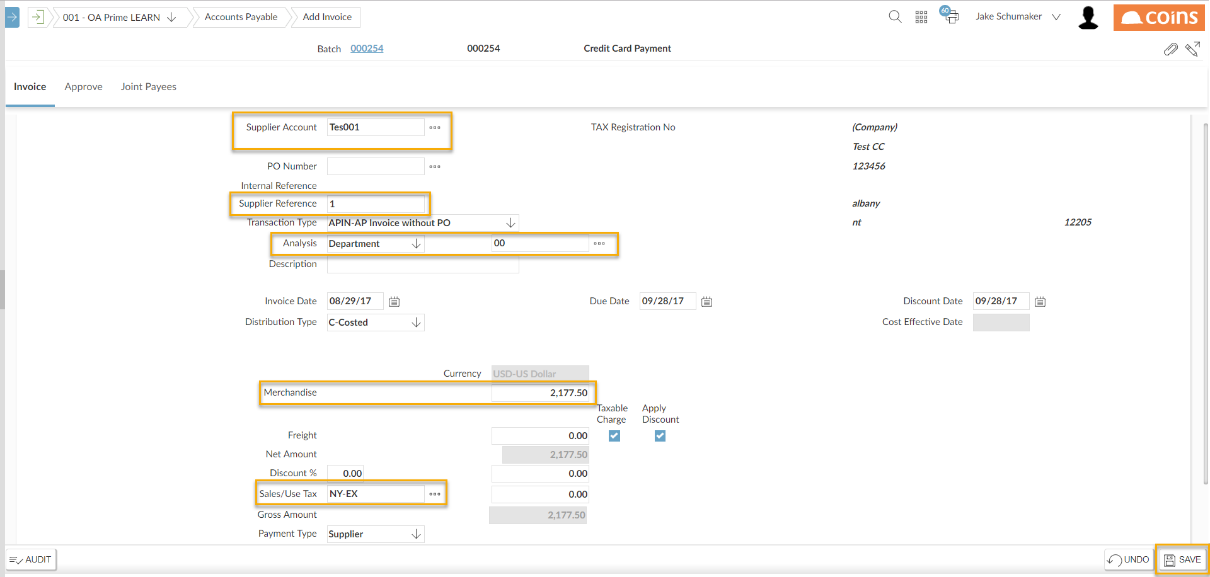 001 - OA Prime LEARN Accounts Payable Add Invoice 60 Jake Schumaker coins
Batch 000254 000254 Credit Card Payment
Invoice Approve Joint Payees
Supplier Account Tes001 TAX Registration No (Company)
Test CC
PO Number 123456
Internal Reference
Supplier Reference 1 albany
Transaction Type APIN-AP Invoice without PO nt 12205
Analysis Department 00
Description
Invoice Date 08/29/17 Due Date 09/28/17 Discount Date 09/28/17
Distribution Type C-Costed Cost Effective Date
Currency USD-US Dollar
Merchandise 2,177.50
Taxable Charge Apply Discount
Freight 0.00
Net Amount 2,177.50
Discount % 0.00 0.00
Sales/Use Tax NY-EX 0.00
Gross Amount 2,177.50
Payment Type Supplier
AUDIT UNDO SAVE